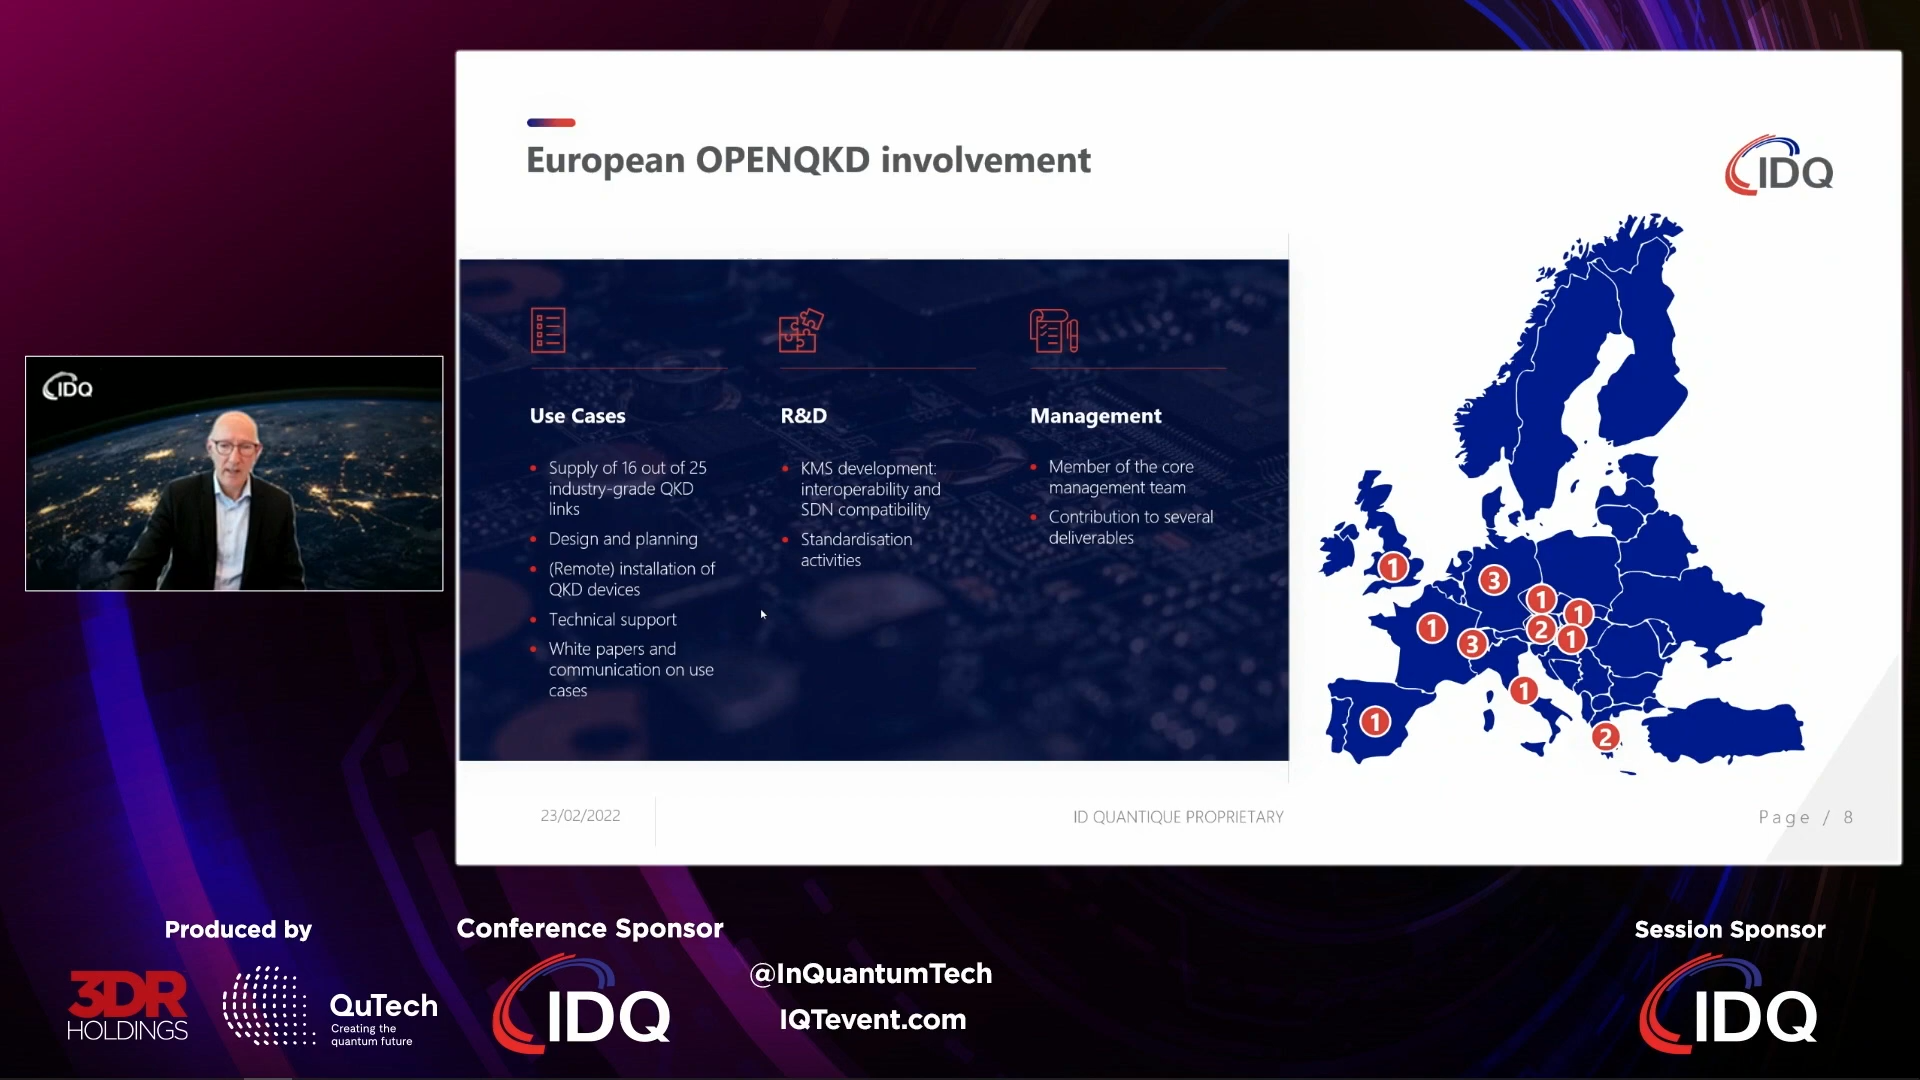 European OPENQKD involvement
IDQ
IDQ
Use Cases
Supply of 16 out of 25
industry-grade QKD
links
Design and planning
(Remote) installation of
QKD devices
Technical support
White papers and
communication on use
cases
R&D
KMS development:
interoperability and
SDN compatibility
Standardisation
activities
Management
Member of the core
management team
Contribution to several
deliverables
1
3
1
1
1
2
1
3
1
1
2
23/02/2022
ID QUANTIQUE PROPRIETARY
Page / 8
Produced by
3DR
HOLDINGS
QuTech
Creating the
quantum future
Conference Sponsor
IDQ
@InQuantumTech
IQTevent.com
Session Sponsor
IDQ